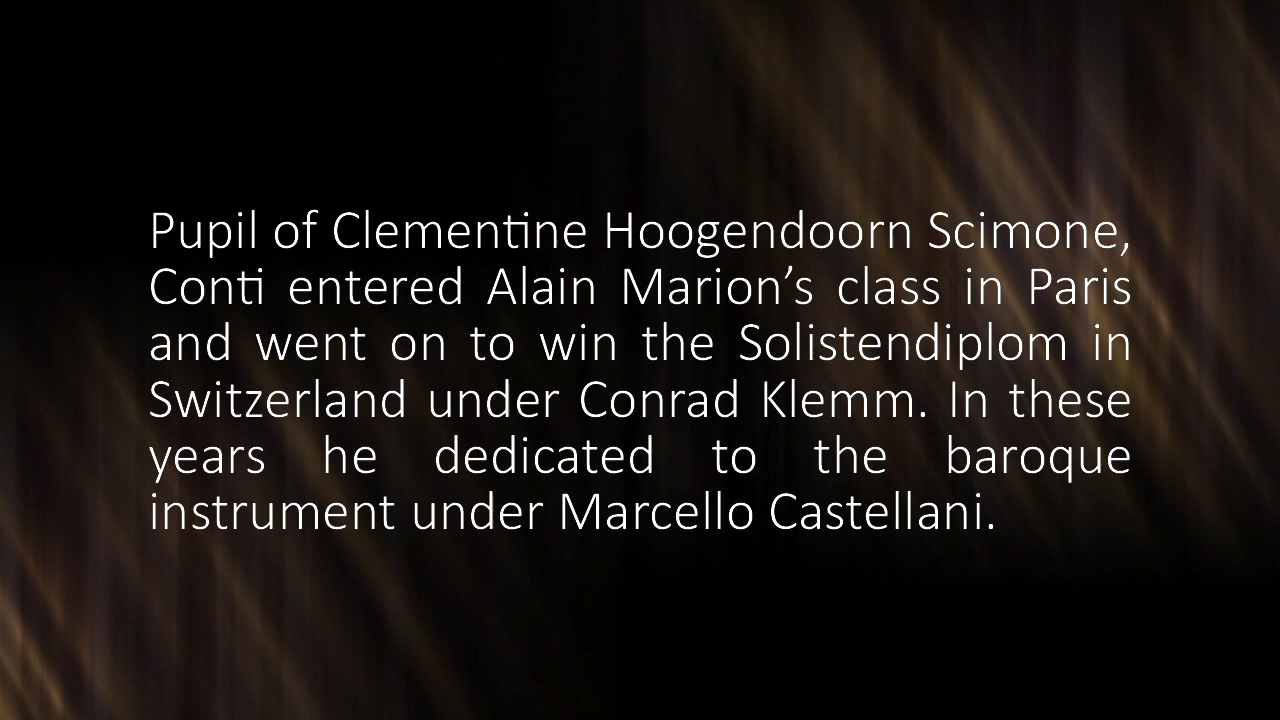 Pupil of Clementine Hoogendoorn Scimone,
Conti entered Alain Marion’s class in Paris
and went on to win the Solistendiplom in
Switzerland under Conrad Klemm. In these
years he dedicated to the baroque
instrument under Marcello Castellani.